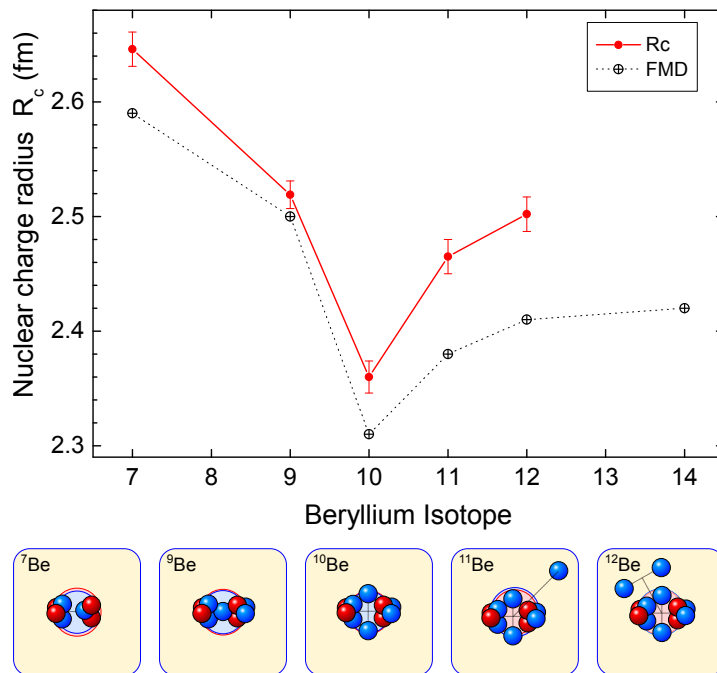 Rc
FMD
Nuclear charge radius R_c (fm)
2.6
2.5
2.4
2.3
7 8 9 10 11 12 13 14
Beryllium Isotope
⁷Be ⁹Be ¹⁰Be ¹¹Be ¹²Be